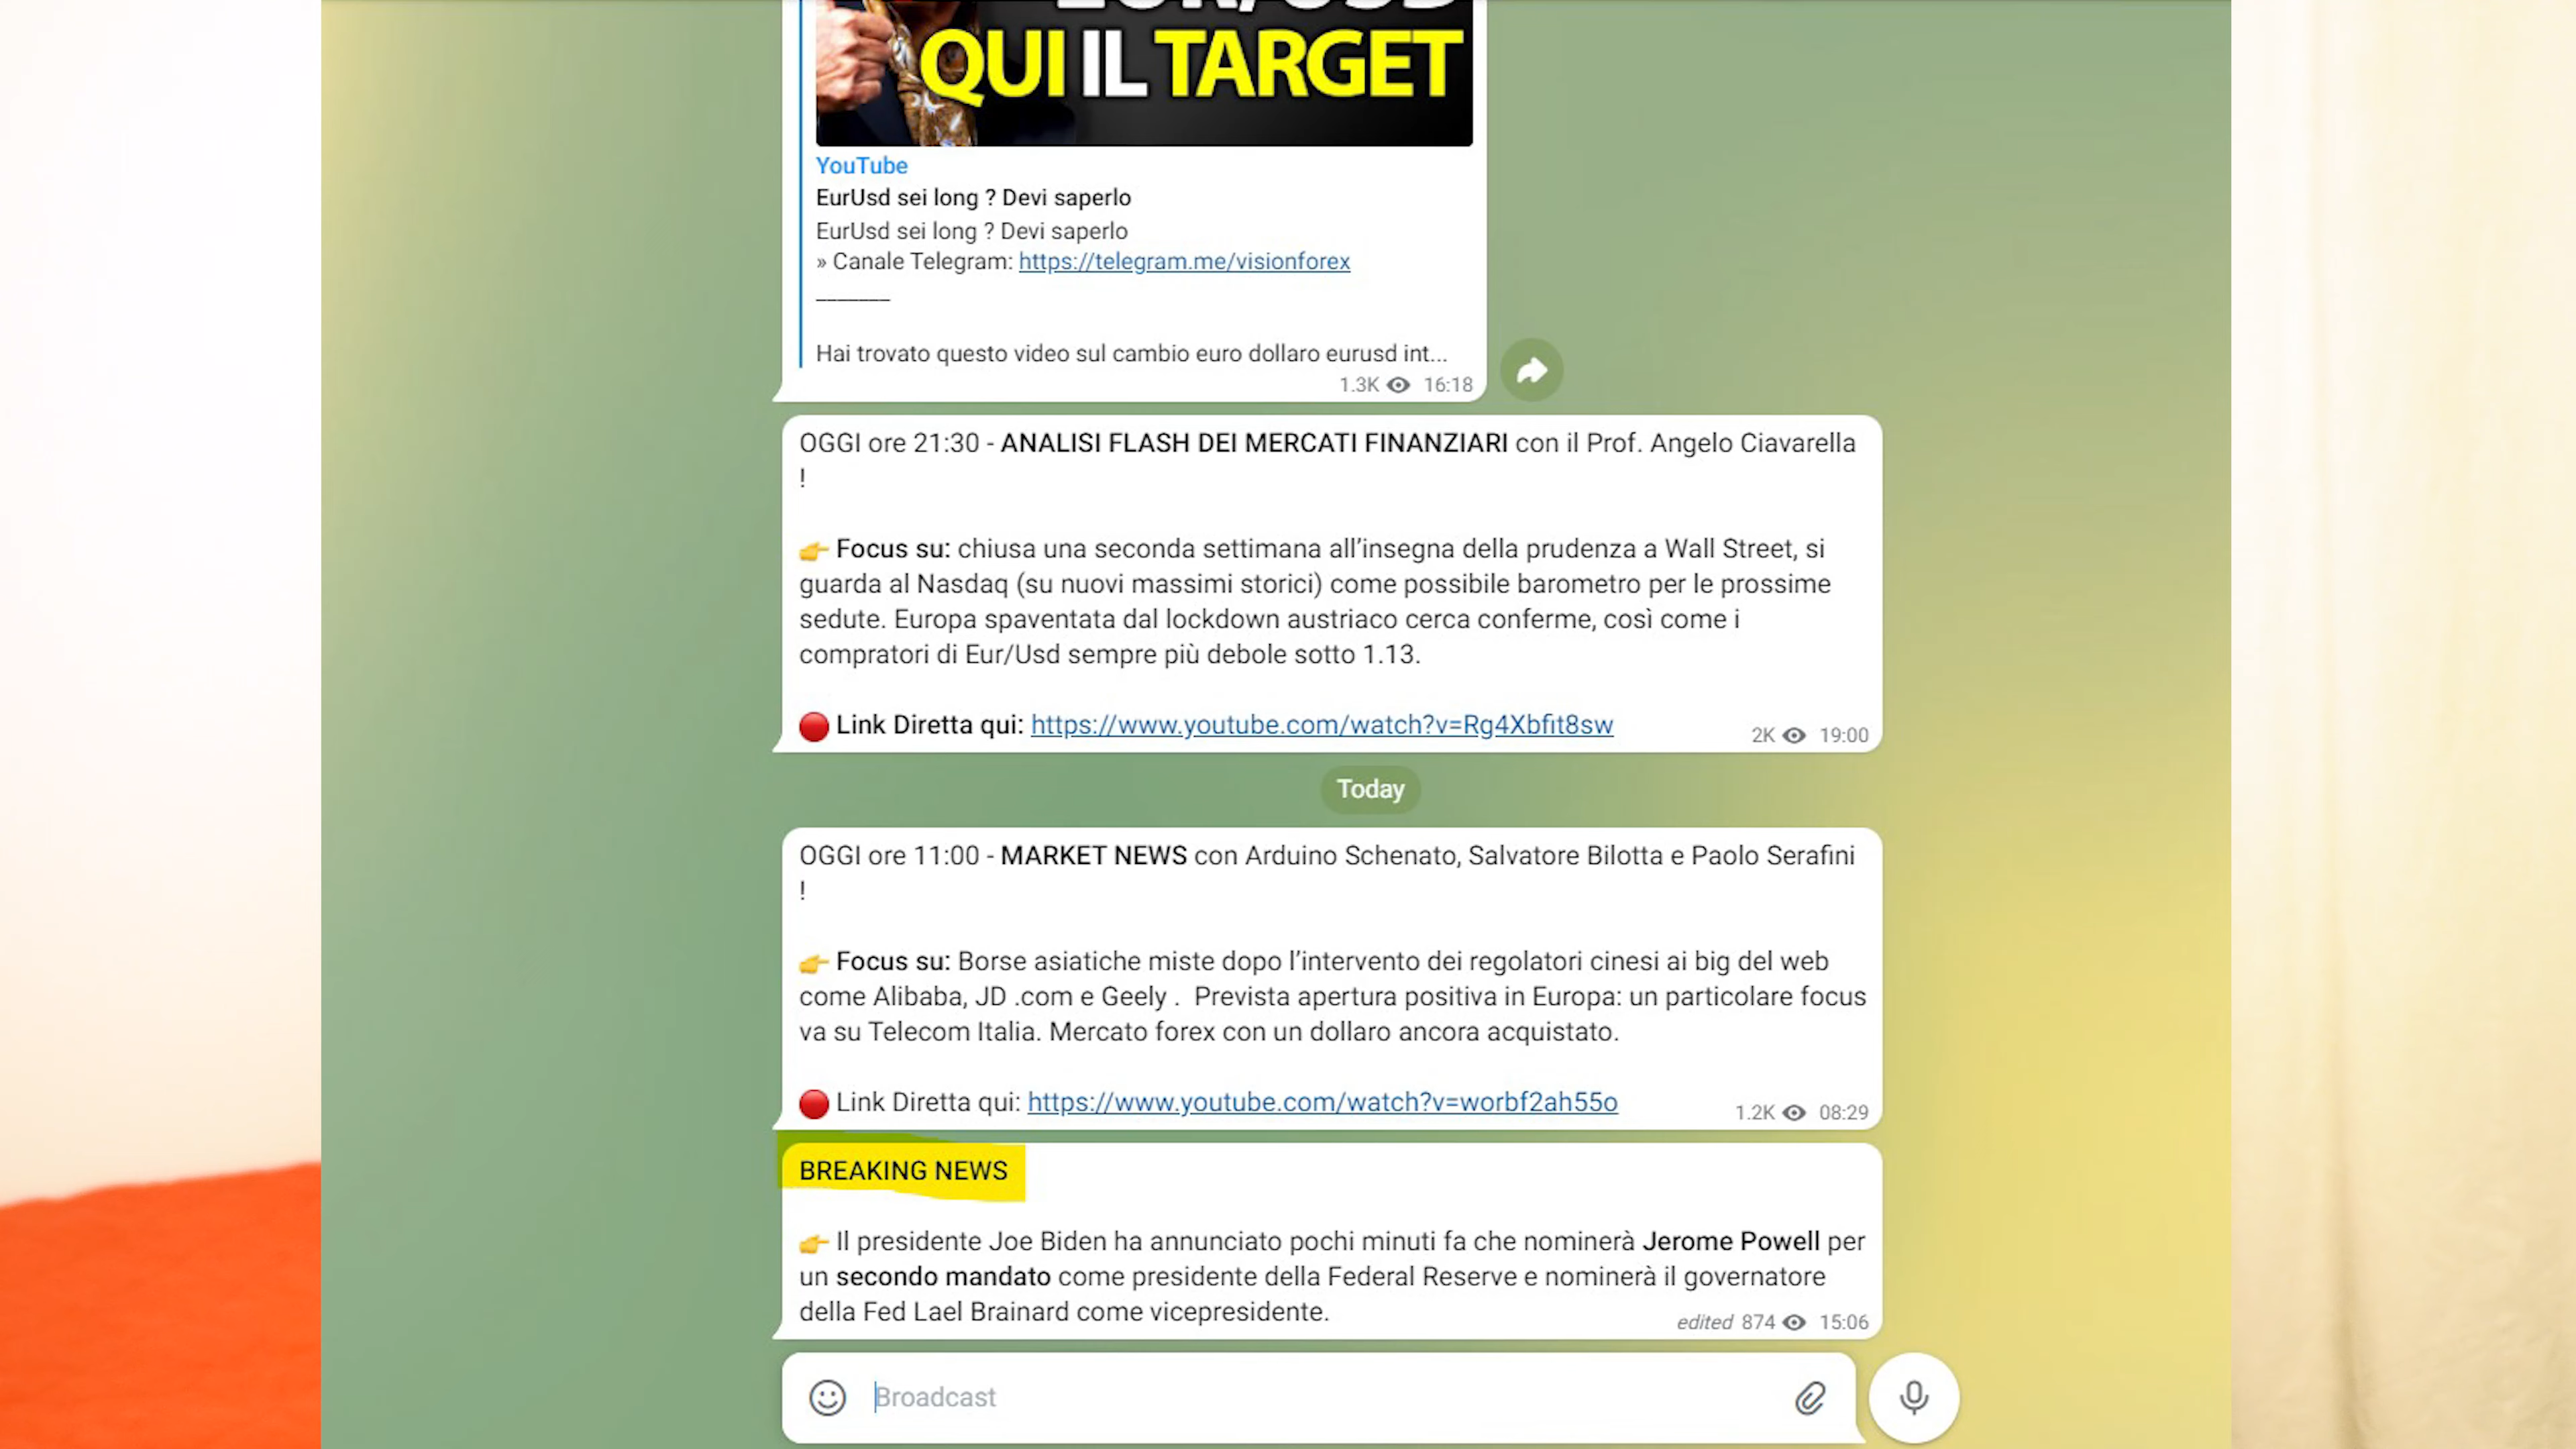 EUR/USD
QUI IL TARGET
YouTube
EurUsd sei long ? Devi saperlo
EurUsd sei long ? Devi saperlo
» Canale Telegram: https://telegram.me/visionforex
_______
Hai trovato questo video sul cambio euro dollaro eurusd int...
1.3K 16:18
OGGI ore 21:30 - ANALISI FLASH DEI MERCATI FINANZIARI con il Prof. Angelo Ciavarella
!
👉 Focus su: chiusa una seconda settimana all’insegna della prudenza a Wall Street, si
guarda al Nasdaq (su nuovi massimi storici) come possibile barometro per le prossime
sedute. Europa spaventata dal lockdown austriaco cerca conferme, così come i
compratori di Eur/Usd sempre più debole sotto 1.13.
🔴 Link Diretta qui: https://www.youtube.com/watch?v=Rg4Xbfit8sw
2K 19:00
Today
OGGI ore 11:00 - MARKET NEWS con Arduino Schenato, Salvatore Bilotta e Paolo Serafini
!
👉 Focus su: Borse asiatiche miste dopo l’intervento dei regolatori cinesi ai big del web
come Alibaba, JD .com e Geely . Prevista apertura positiva in Europa: un particolare focus
va su Telecom Italia. Mercato forex con un dollaro ancora acquistato.
🔴 Link Diretta qui: https://www.youtube.com/watch?v=worbf2ah55o
1.2K 08:29
BREAKING NEWS
👉 Il presidente Joe Biden ha annunciato pochi minuti fa che nominerà Jerome Powell per
un secondo mandato come presidente della Federal Reserve e nominerà il governatore
della Fed Lael Brainard come vicepresidente.
edited 874 15:06
Broadcast